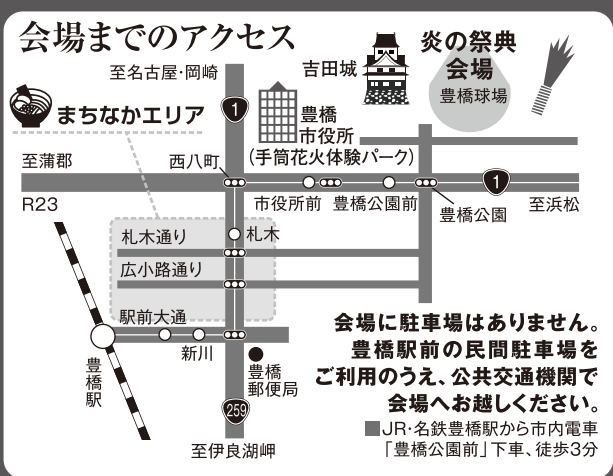 会場までのアクセス
至名古屋・岡崎
吉田城
炎の祭典
会場
豊橋球場
1
豊橋
市役所
(手筒花火体験パーク)
まちなかエリア
至蒲郡
西八町
1
R23
市役所前
豊橋公園前
豊橋公園
至浜松
札木通り
札木
広小路通り
駅前大通
新川
豊橋駅
豊橋
郵便局
259
至伊良湖岬
会場に駐車場はありません。
豊橋駅前の民間駐車場を
ご利用のうえ、公共交通機関で
会場へお越しください。
■JR・名鉄豊橋駅から市内電車
「豊橋公園前」下車、徒歩3分